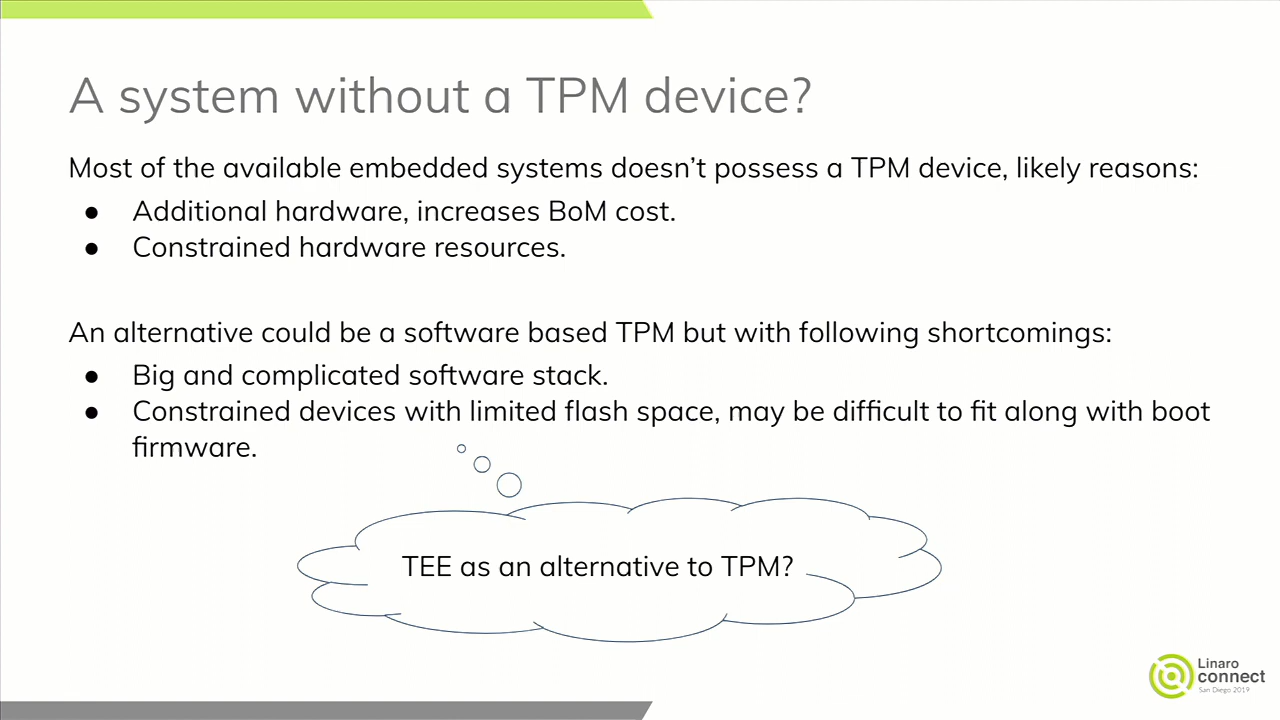 A system without a TPM device?
Most of the available embedded systems doesn't possess a TPM device, likely reasons:
● Additional hardware, increases BoM cost.
● Constrained hardware resources.
An alternative could be a software based TPM but with following shortcomings:
● Big and complicated software stack.
● Constrained devices with limited flash space, may be difficult to fit along with boot
firmware.
TEE as an alternative to TPM?
Linaro
connect
San Diego 2019